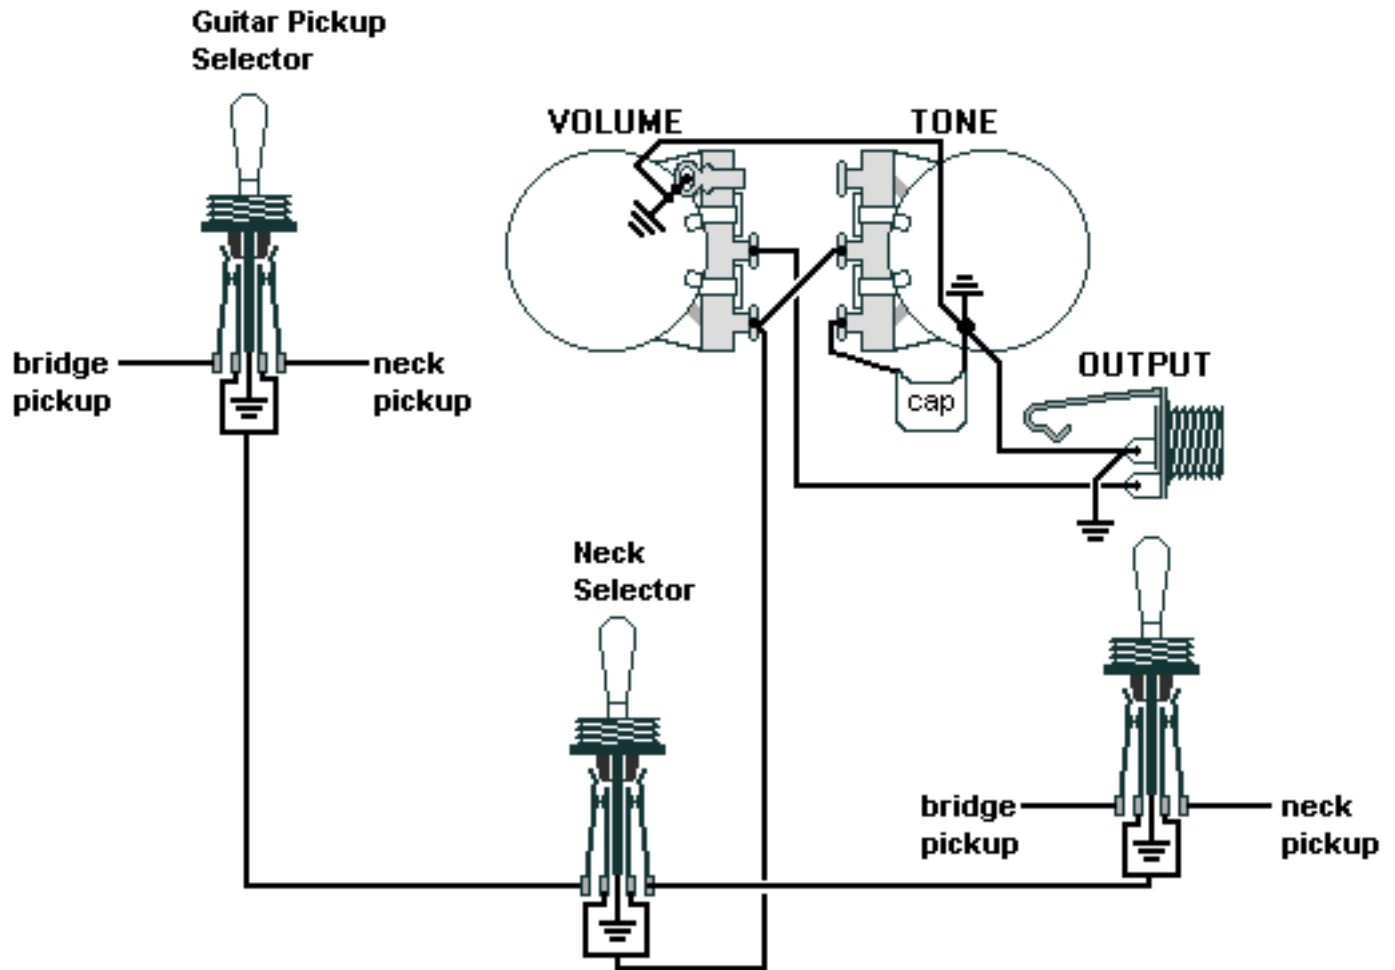 Guitar Pickup
Selector
VOLUME
TONE
bridge
pickup
neck
pickup
OUTPUT
cap
Neck
Selector
bridge
pickup
neck
pickup